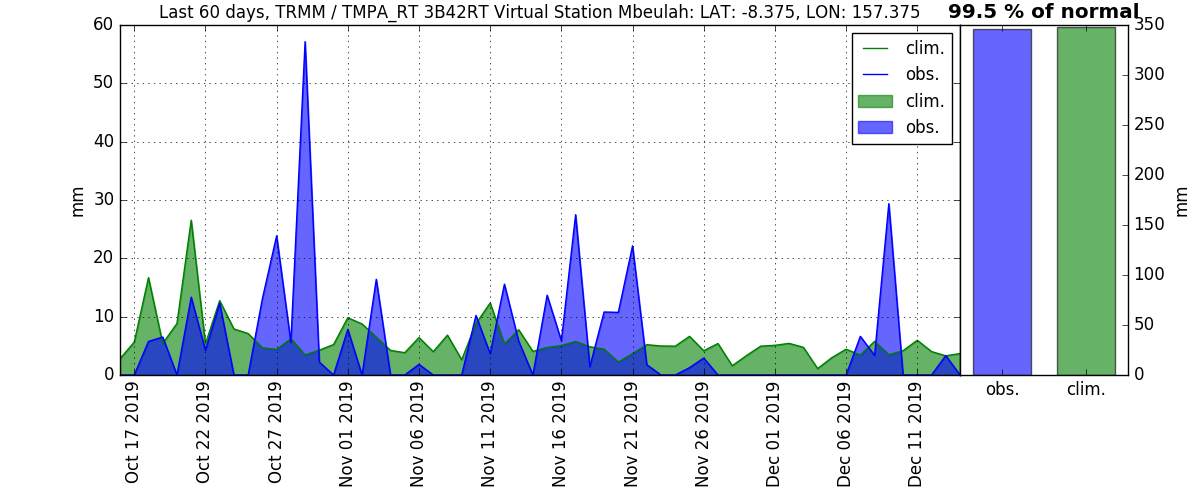 Last 60 days, TRMM / TMPA_RT 3B42RT Virtual Station Mbeulah: LAT: -8.375, LON: 157.375
99.5 % of normal
60
50
40
30
20
10
0
mm
clim.
obs.
clim.
obs.
350
300
250
200
150
100
50
0
mm
obs.
clim.
Oct 17 2019
Oct 22 2019
Oct 27 2019
Nov 01 2019
Nov 06 2019
Nov 11 2019
Nov 16 2019
Nov 21 2019
Nov 26 2019
Dec 01 2019
Dec 06 2019
Dec 11 2019